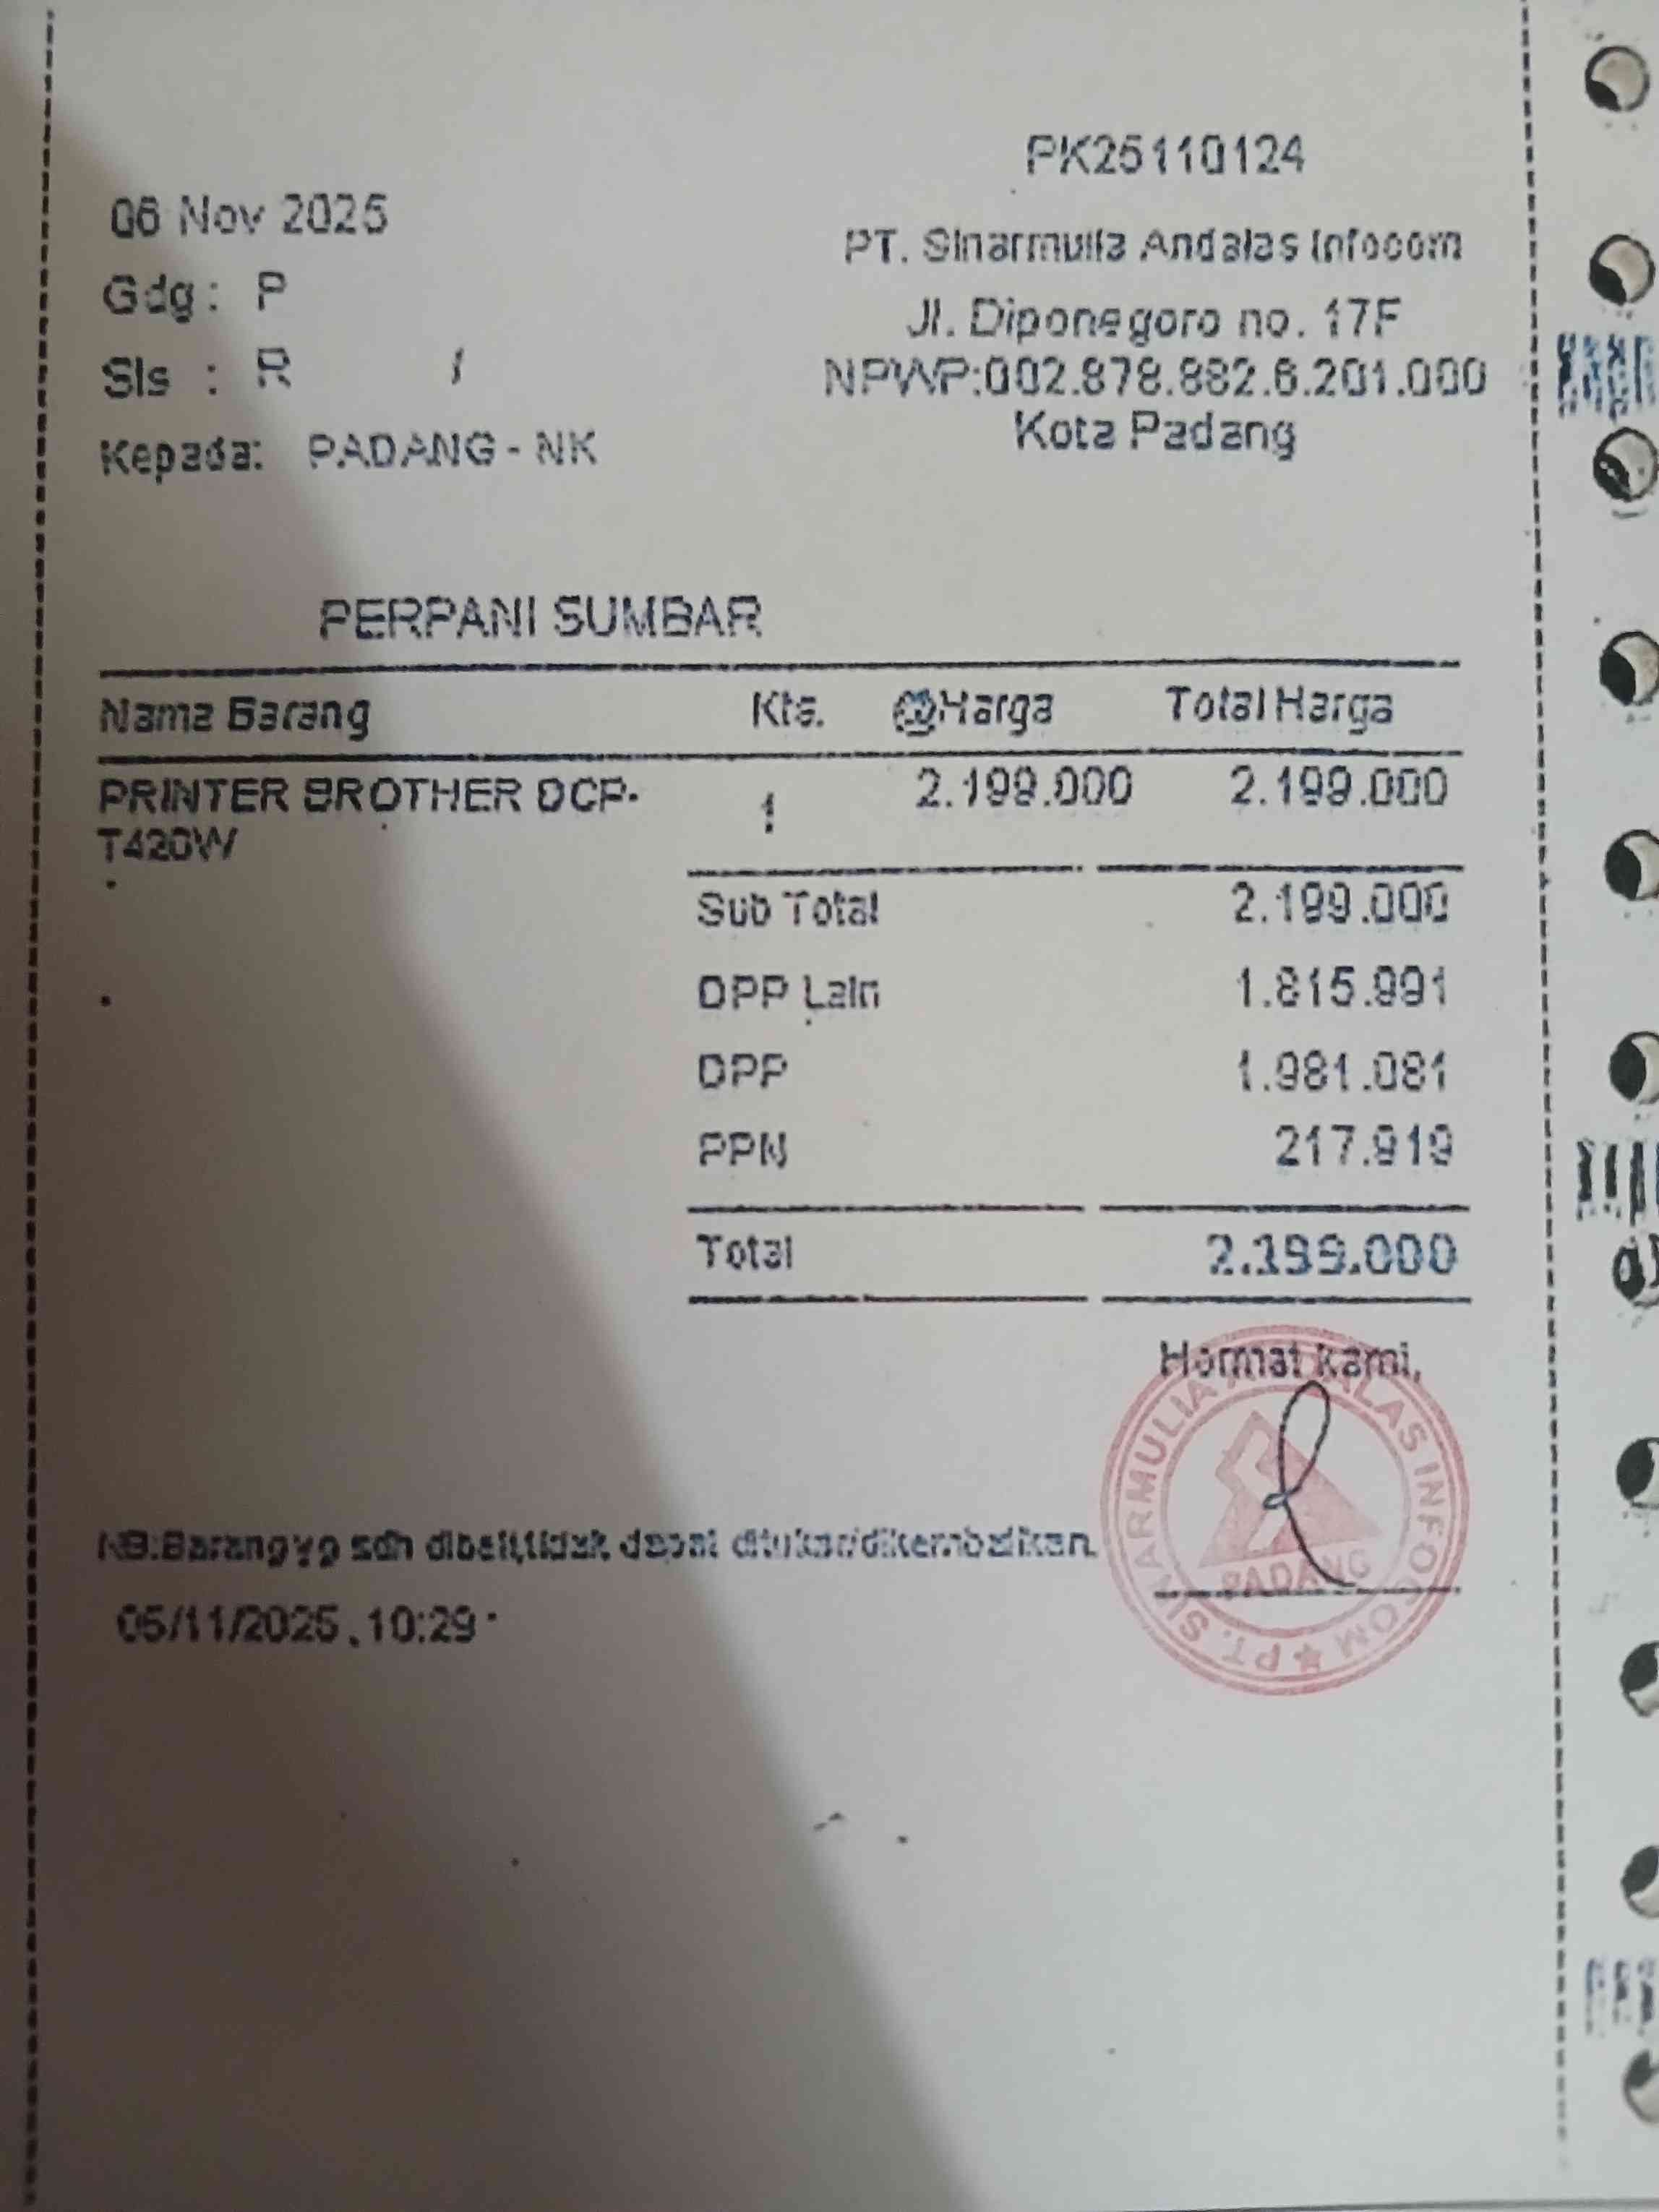 PK25110124
06 Nov 2025
PT. Sinarmulia Andalas Infocom
Gdg : P
Jl. Diponegoro no. 17F
Sls : R /
NPWP:002.878.882.6.201.000
Kota Padang
Kepada: PADANG - NK
PERPANI SUMBAR
Nama Barang Kts. @Harga Total Harga
PRINTER BROTHER DCP- 1 2.199.000 2.199.000
T420W
Sub Total 2.199.000
DPP Lain 1.815.991
DPP 1.981.081
PPN 217.919
Total 2.199.000
Hormat kami,
PT. SINARMULIA ANDALAS INFOCOM
PADANG
NB:Barang yg sdh dibeli,tidak dapat ditukar/dikembalikan.
05/11/2025, 10:29